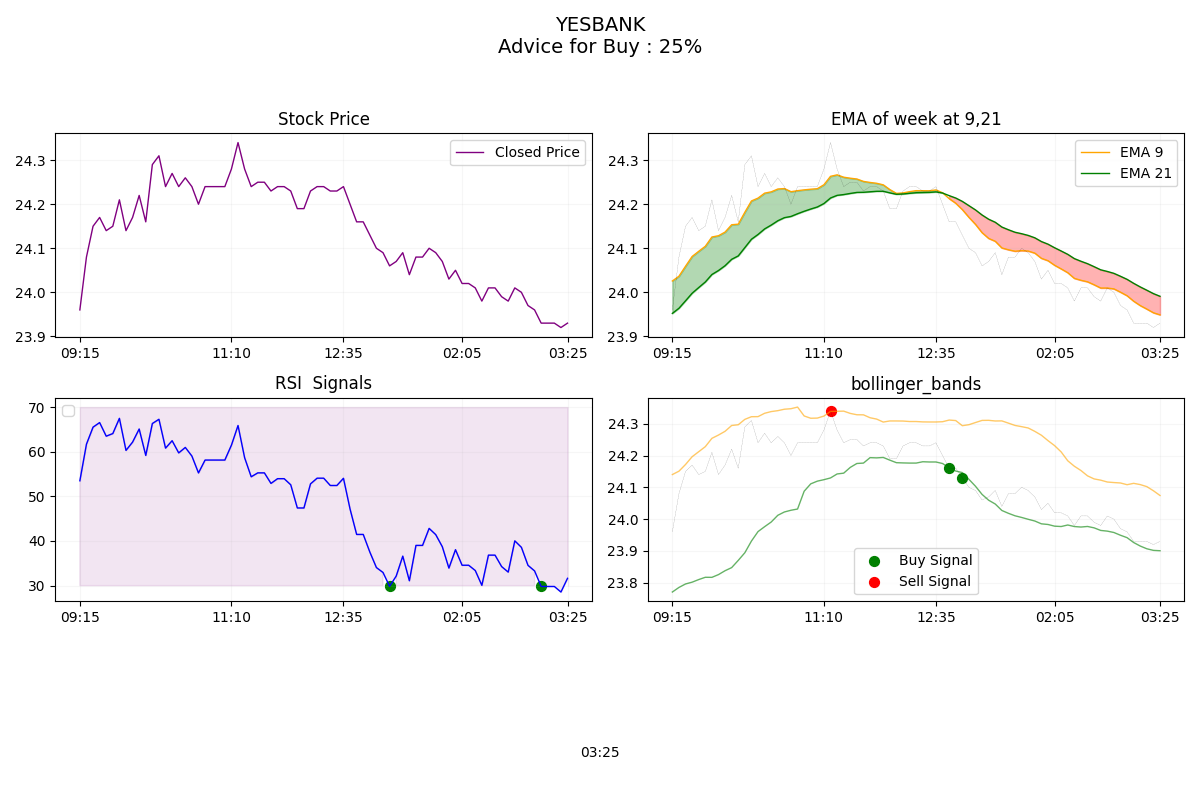 YESBANK
Advice for Buy : 25%
Stock Price
Closed Price
24.3
24.2
24.1
24.0
23.9
09:15 11:10 12:35 02:05 03:25
EMA of week at 9,21
EMA 9
EMA 21
24.3
24.2
24.1
24.0
23.9
09:15 11:10 12:35 02:05 03:25
RSI  Signals
70
60
50
40
30
09:15 11:10 12:35 02:05 03:25
bollinger_bands
24.3
24.2
24.1
24.0
23.9
23.8
Buy Signal
Sell Signal
09:15 11:10 12:35 02:05 03:25
03:25